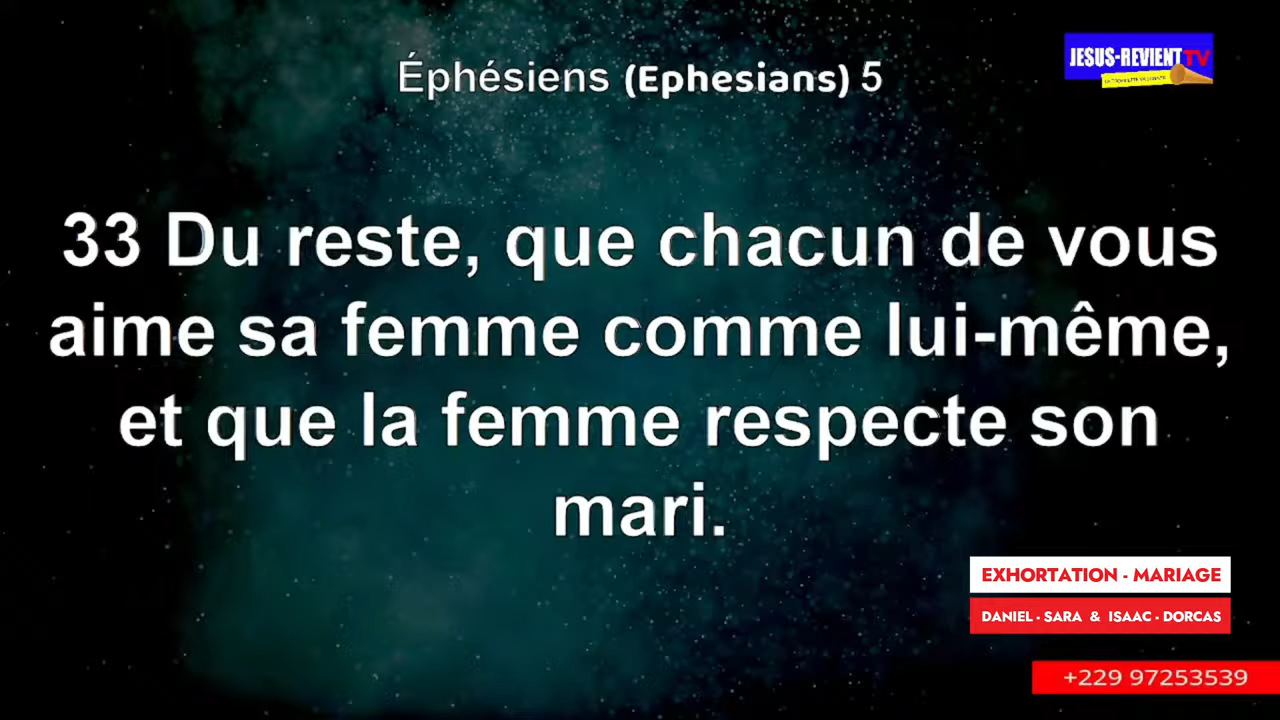 Éphésiens (Ephesians) 5
JESUS-REVIENT TV
33 Du reste, que chacun de vous
aime sa femme comme lui-même,
et que la femme respecte son
mari.
EXHORTATION - MARIAGE
DANIEL - SARA & ISAAC - DORCAS
+229 97253539